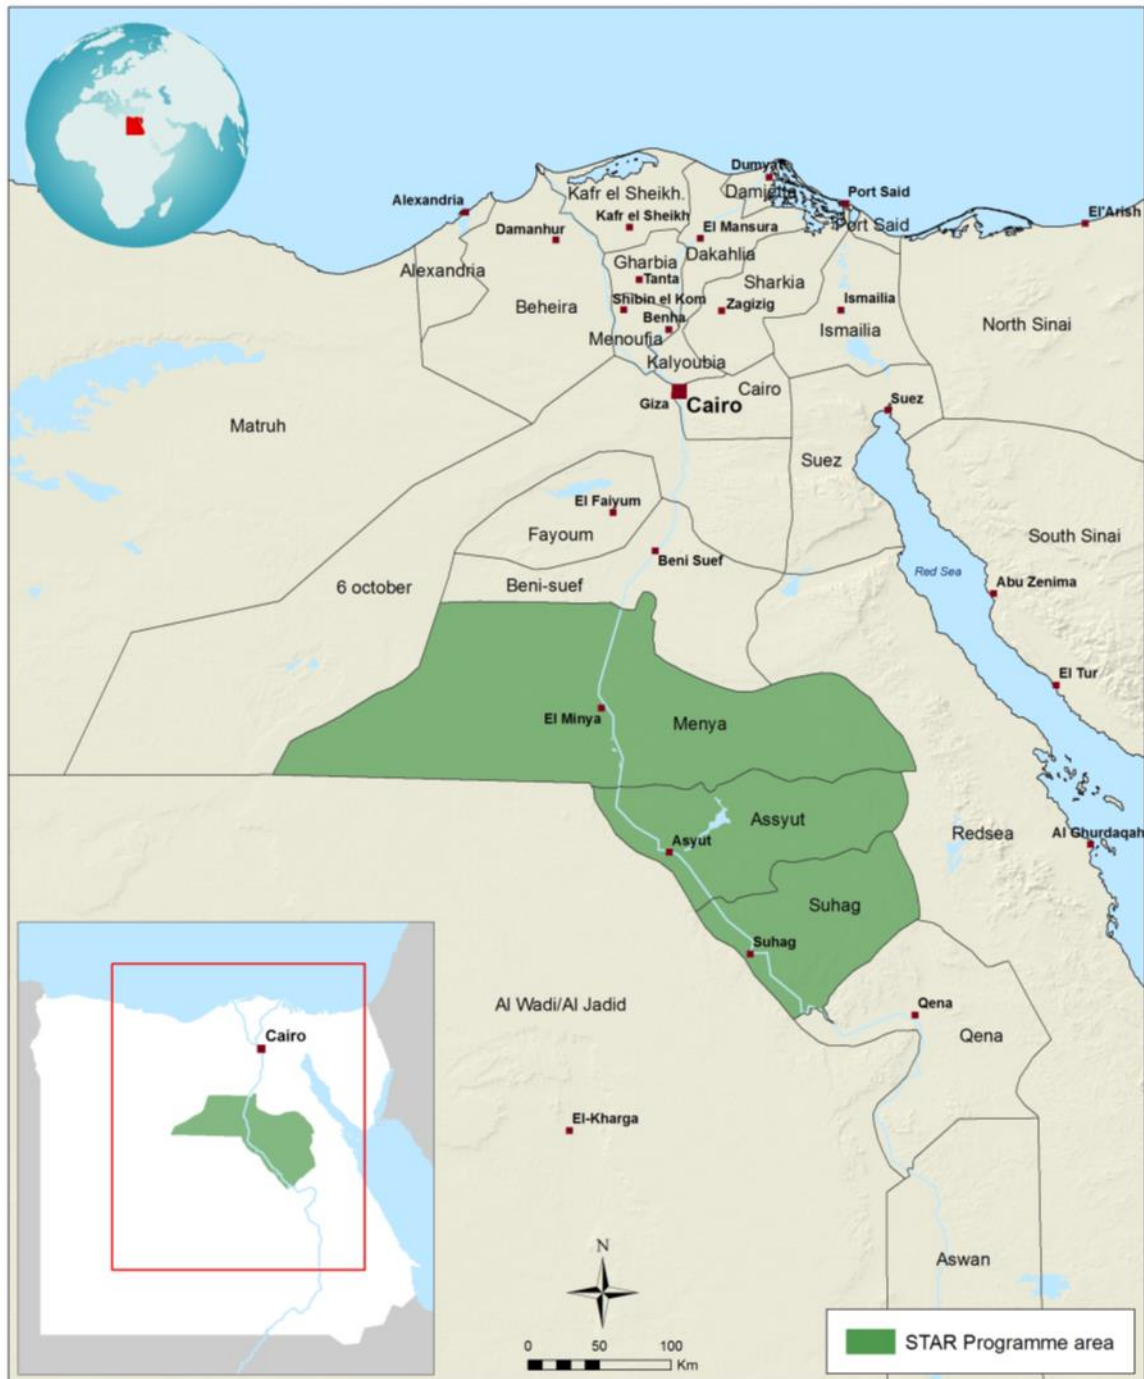 Dumyat
Damietta
Kafr el Sheikh.
Port Said
Alexandria
Kafr el Sheikh
El'Arish
Port Said
Damanhur
El Mansura
Dakahlia
Gharbia
Alexandria
Tanta
Sharkia
Shibin el Kom
Ismailia
Beheira
Zagizig
Benha
North Sinai
Ismailia
Menoufia
Kalyoubia
Cairo
Suez
Giza
Cairo
Matruh
Suez
El Faiyum
Fayoum
South Sinai
Beni Suef
Red Sea
Abu Zenima
6 october
Beni-suef
El Tur
El Minya
Menya
Assyut
Redsea
Al Ghurdaqah
Asyut
Suhag
Suhag
Al Wadi/Al Jadid
Qena
Qena
Cairo
El-Kharga
N
Aswan
STAR Programme area
0 50 100
Km